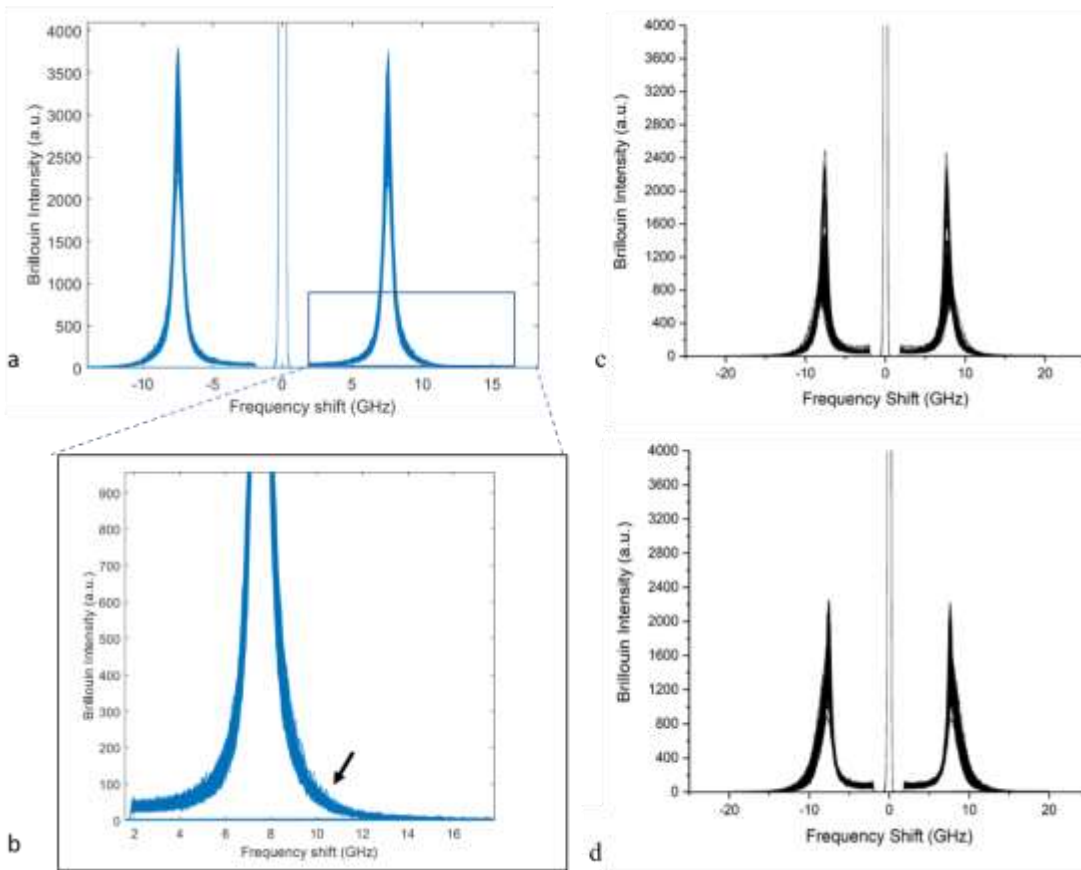 4000
3500
3000
2500
2000
1500
1000
500
0
Brillouin Intensity (a.u.)
-10 -5 0 5 10 15
Frequency shift (GHz)
a
900
800
700
600
500
400
300
200
100
0
Brillouin Intensity (a.u.)
2 4 6 8 10 12 14 16
Frequency shift (GHz)
b
4000
3600
3200
2800
2400
2000
1600
1200
800
400
0
Brillouin Intensity (a.u.)
-20 -10 0 10 20
Frequency Shift (GHz)
c
4000
3600
3200
2800
2400
2000
1600
1200
800
400
0
Brillouin Intensity (a.u.)
-20 -10 0 10 20
Frequency Shift (GHz)
d